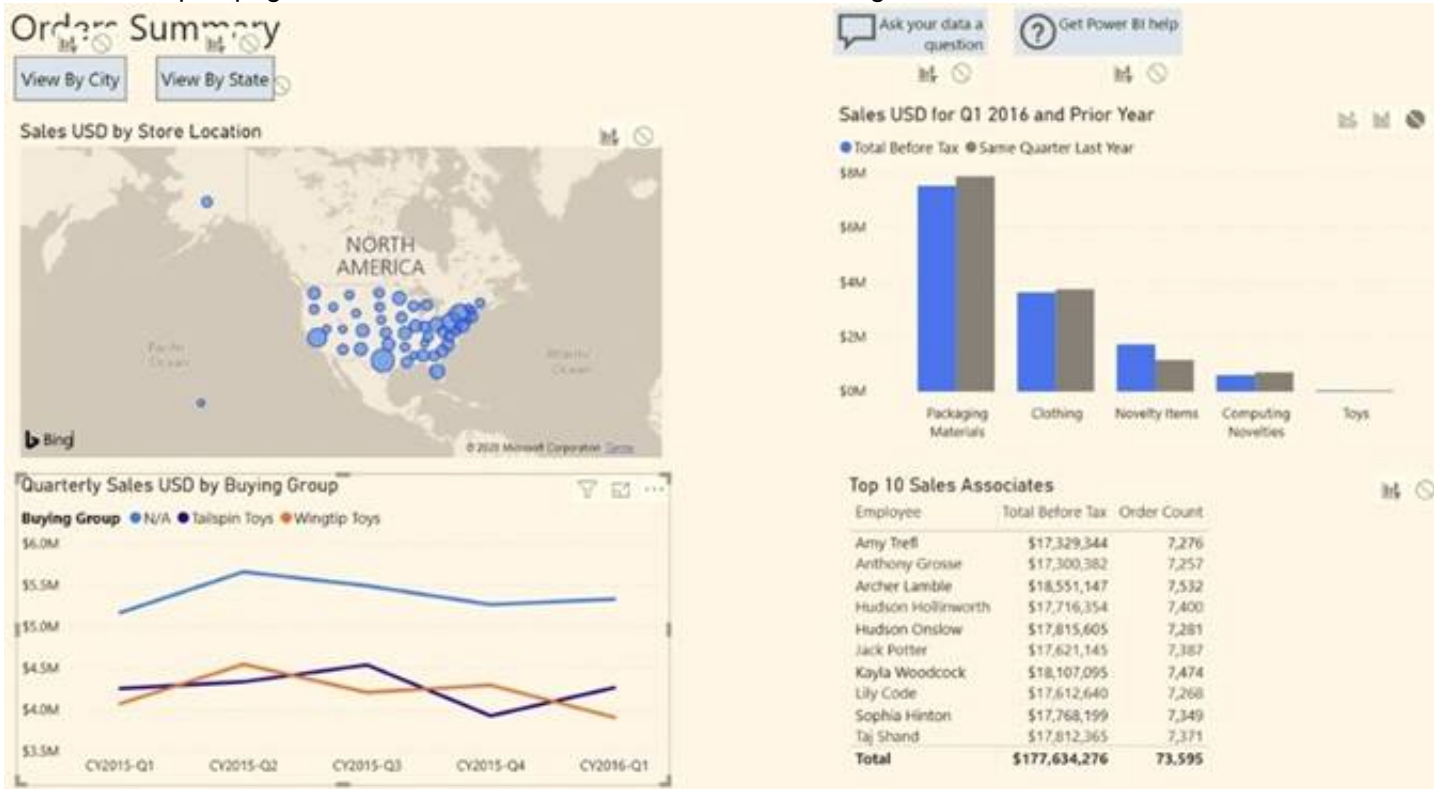 Orders Summary
View By City
View By State
Ask your data a
question
Get Power BI help
Sales USD by Store Location
NORTH
AMERICA
Pacific
Ocean
Atlantic
Ocean
Bing
© 2020 Microsoft Corporation Terms
Sales USD for Q1 2016 and Prior Year
Total Before Tax Same Quarter Last Year
$8M
$6M
$4M
$2M
$0M
Packaging
Materials
Clothing
Novelty Items
Computing
Novelties
Toys
Quarterly Sales USD by Buying Group
Buying Group N/A Tailspin Toys Wingtip Toys
$6.0M
$5.5M
$5.0M
$4.5M
$4.0M
$3.5M
CY2015-Q1 CY2015-Q2 CY2015-Q3 CY2015-Q4 CY2016-Q1
Top 10 Sales Associates
Employee Total Before Tax Order Count
Amy Trefl $17,329,344 7,276
Anthony Grosse $17,300,382 7,257
Archer Lamble $18,551,147 7,532
Hudson Hollinworth $17,716,354 7,400
Hudson Onslow $17,815,605 7,281
Jack Potter $17,621,145 7,387
Kayla Woodcock $18,107,095 7,474
Lily Code $17,612,640 7,268
Sophia Hinton $17,768,199 7,349
Taj Shand $17,812,365 7,371
Total $177,634,276 73,595